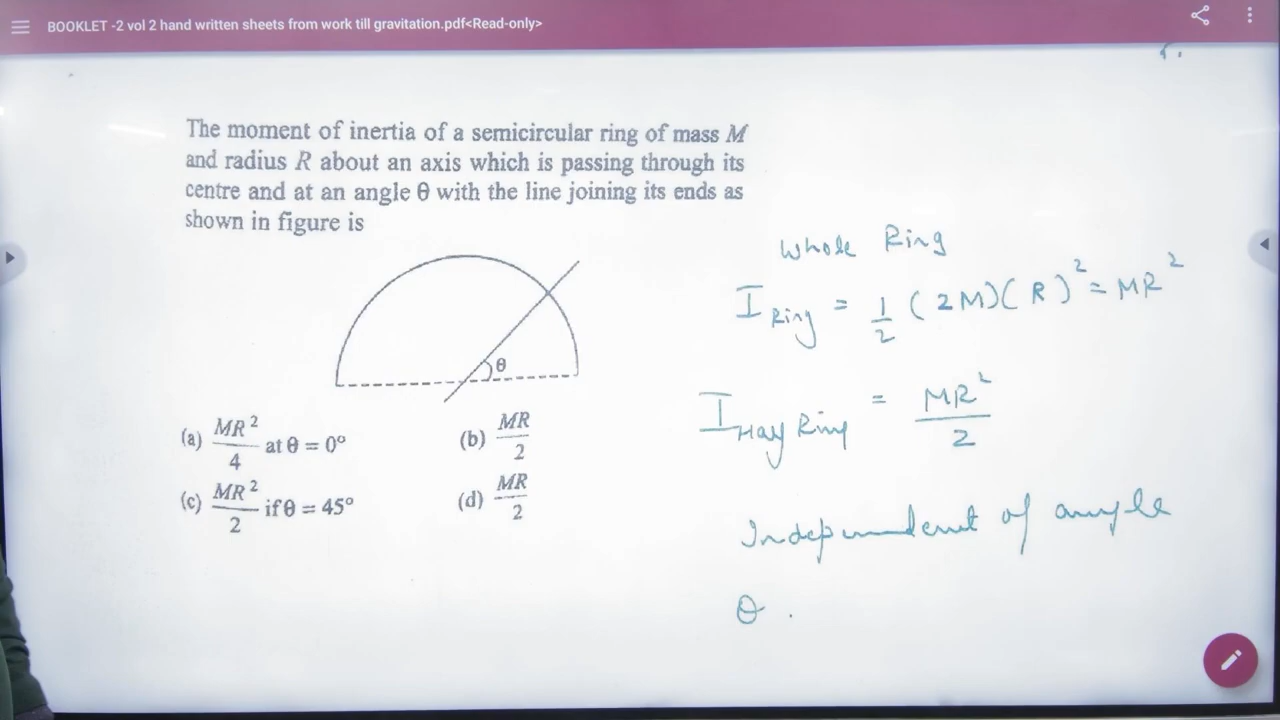 BOOKLET -2 vol 2 hand written sheets from work till gravitation.pdf<Read-only>
The moment of inertia of a semicircular ring of mass M
and radius R about an axis which is passing through its
centre and at an angle θ with the line joining its ends as
shown in figure is
θ
(a) MR²/4 at θ = 0° (b) MR/2
(c) MR²/2 if θ = 45° (d) MR/2
Whole Ring
I Ring = 1/2 (2M)(R)² = MR²
I Half Ring = MR²/2
Independent of angle
θ .